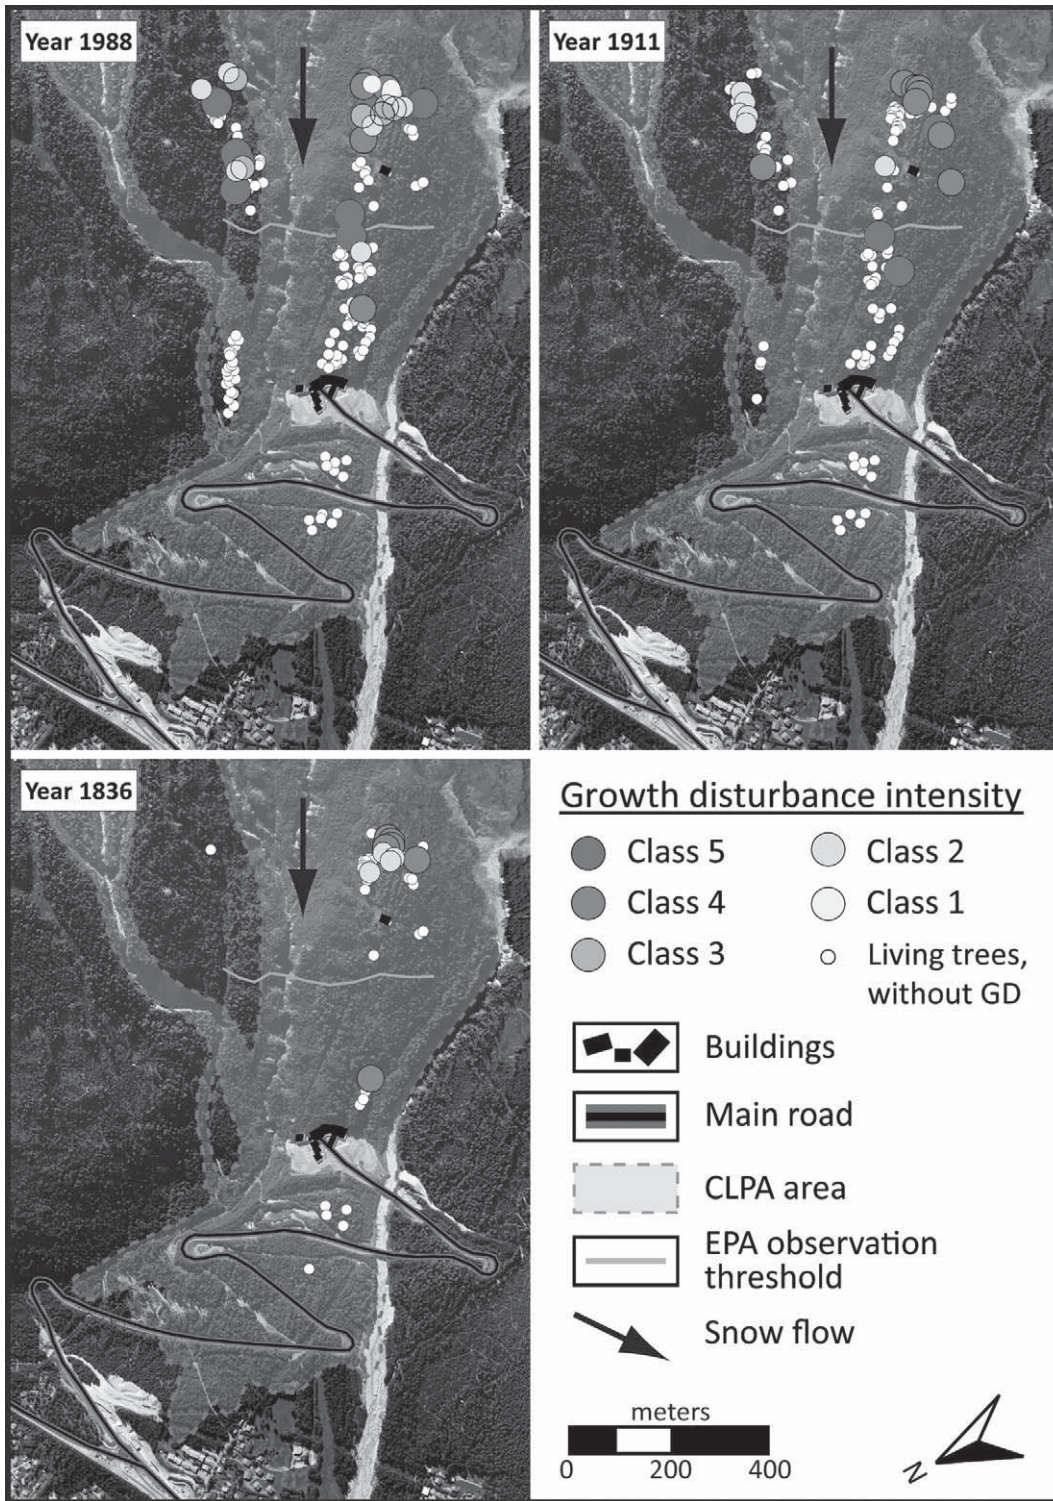 Year 1988
Year 1911
Year 1836
Growth disturbance intensity
Class 5
Class 2
Class 4
Class 1
Class 3
Living trees,
without GD
Buildings
Main road
CLPA area
EPA observation
threshold
Snow flow
meters
0 200 400
N